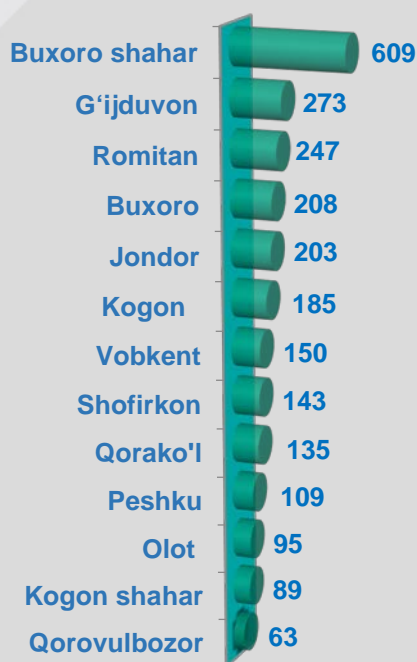 Buxoro shahar 609
G‘ijduvon 273
Romitan 247
Buxoro 208
Jondor 203
Kogon 185
Vobkent 150
Shofirkon 143
Qorako'l 135
Peshku 109
Olot 95
Kogon shahar 89
Qorovulbozor 63